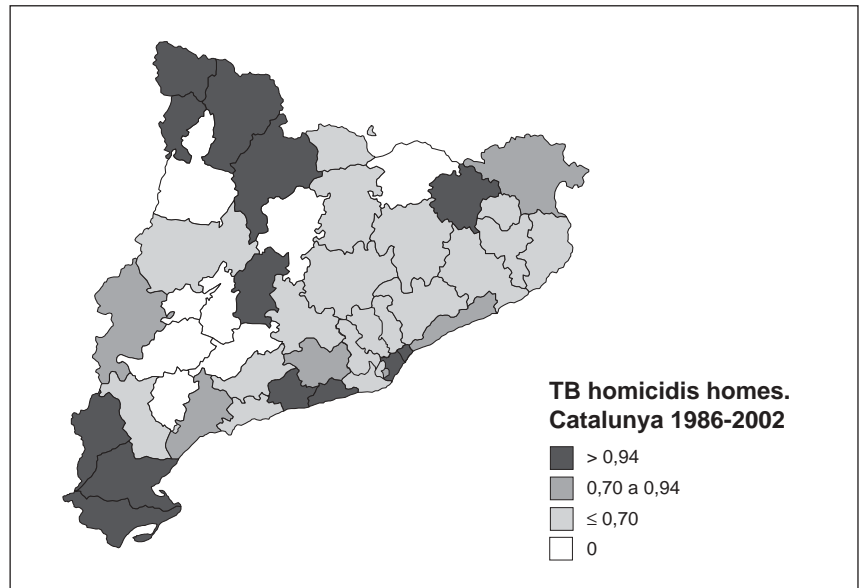 TB homicidis homes.
Catalunya 1986-2002
> 0,94
0,70 a 0,94
≤ 0,70
0